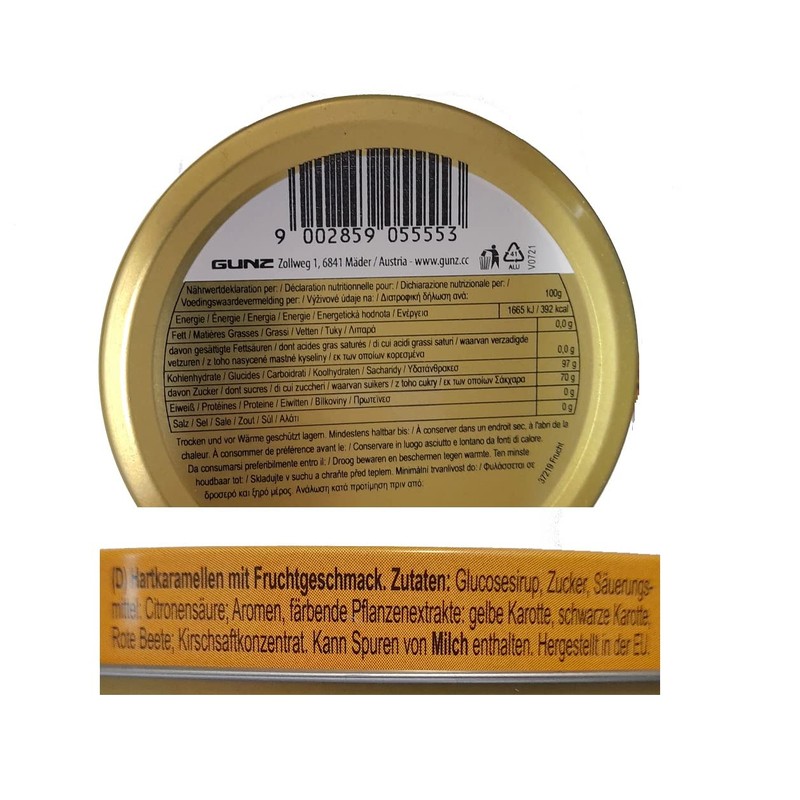 9 002859 055553
GUNZ Zollweg 1, 6841 Mäder / Austria - www.gunz.cc
41
ALU
V0721
Nährwertdeklaration per: / Déclaration nutritionnelle pour: / Dichiarazione nutrizionale per: /
Voedingswaardevermelding per: / Výživové údaje na: / Διατροφική δήλωση ανά: 100g
Energie / Énergie / Energia / Energie / Energetická hodnota / Ενέργεια 1665 kJ / 392 kcal
Fett / Matières Grasses / Grassi / Vetten / Tuky / Λιπαρά 0,0 g
davon gesättigte Fettsäuren / dont acides gras saturés / di cui acidi grassi saturi / waarvan verzadigde
vetzuren / z toho nasycené mastné kyseliny / εκ των οποίων κορεσμένα 0,0 g
Kohlenhydrate / Glucides / Carboidrati / Koolhydraten / Sacharidy / Υδατάνθρακες 97 g
davon Zucker / dont sucres / di cui zuccheri / waarvan suikers / z toho cukry / εκ των οποίων Σάκχαρα 70 g
Eiweiß / Protéines / Proteine / Eiwitten / Bílkoviny / Πρωτεΐνες 0 g
Salz / Sel / Sale / Zout / Sůl / Αλάτι 0 g
Trocken und vor Wärme geschützt lagern. Mindestens haltbar bis: / À conserver dans un endroit sec, à l'abri de la
chaleur. À consommer de préférence avant le: / Conservare in luogo asciutto e lontano da fonti di calore.
Da consumarsi preferibilmente entro il: / Droog bewaren en beschermen tegen warmte. Ten minste
houdbaar tot: / Skladujte v suchu a chraňte před teplem. Minimální trvanlivost do: / Φυλάσσεται σε
δροσερό και ξηρό μέρος. Ανάλωση κατά προτίμηση πριν από:
37219 Frucht
(D) Hartkaramellen mit Fruchtgeschmack. Zutaten: Glucosesirup, Zucker, Säuerungs-
mittel: Citronensäure; Aromen, färbende Pflanzenextrakte: gelbe Karotte, schwarze Karotte,
Rote Beete; Kirschsaftkonzentrat. Kann Spuren von Milch enthalten. Hergestellt in der EU.